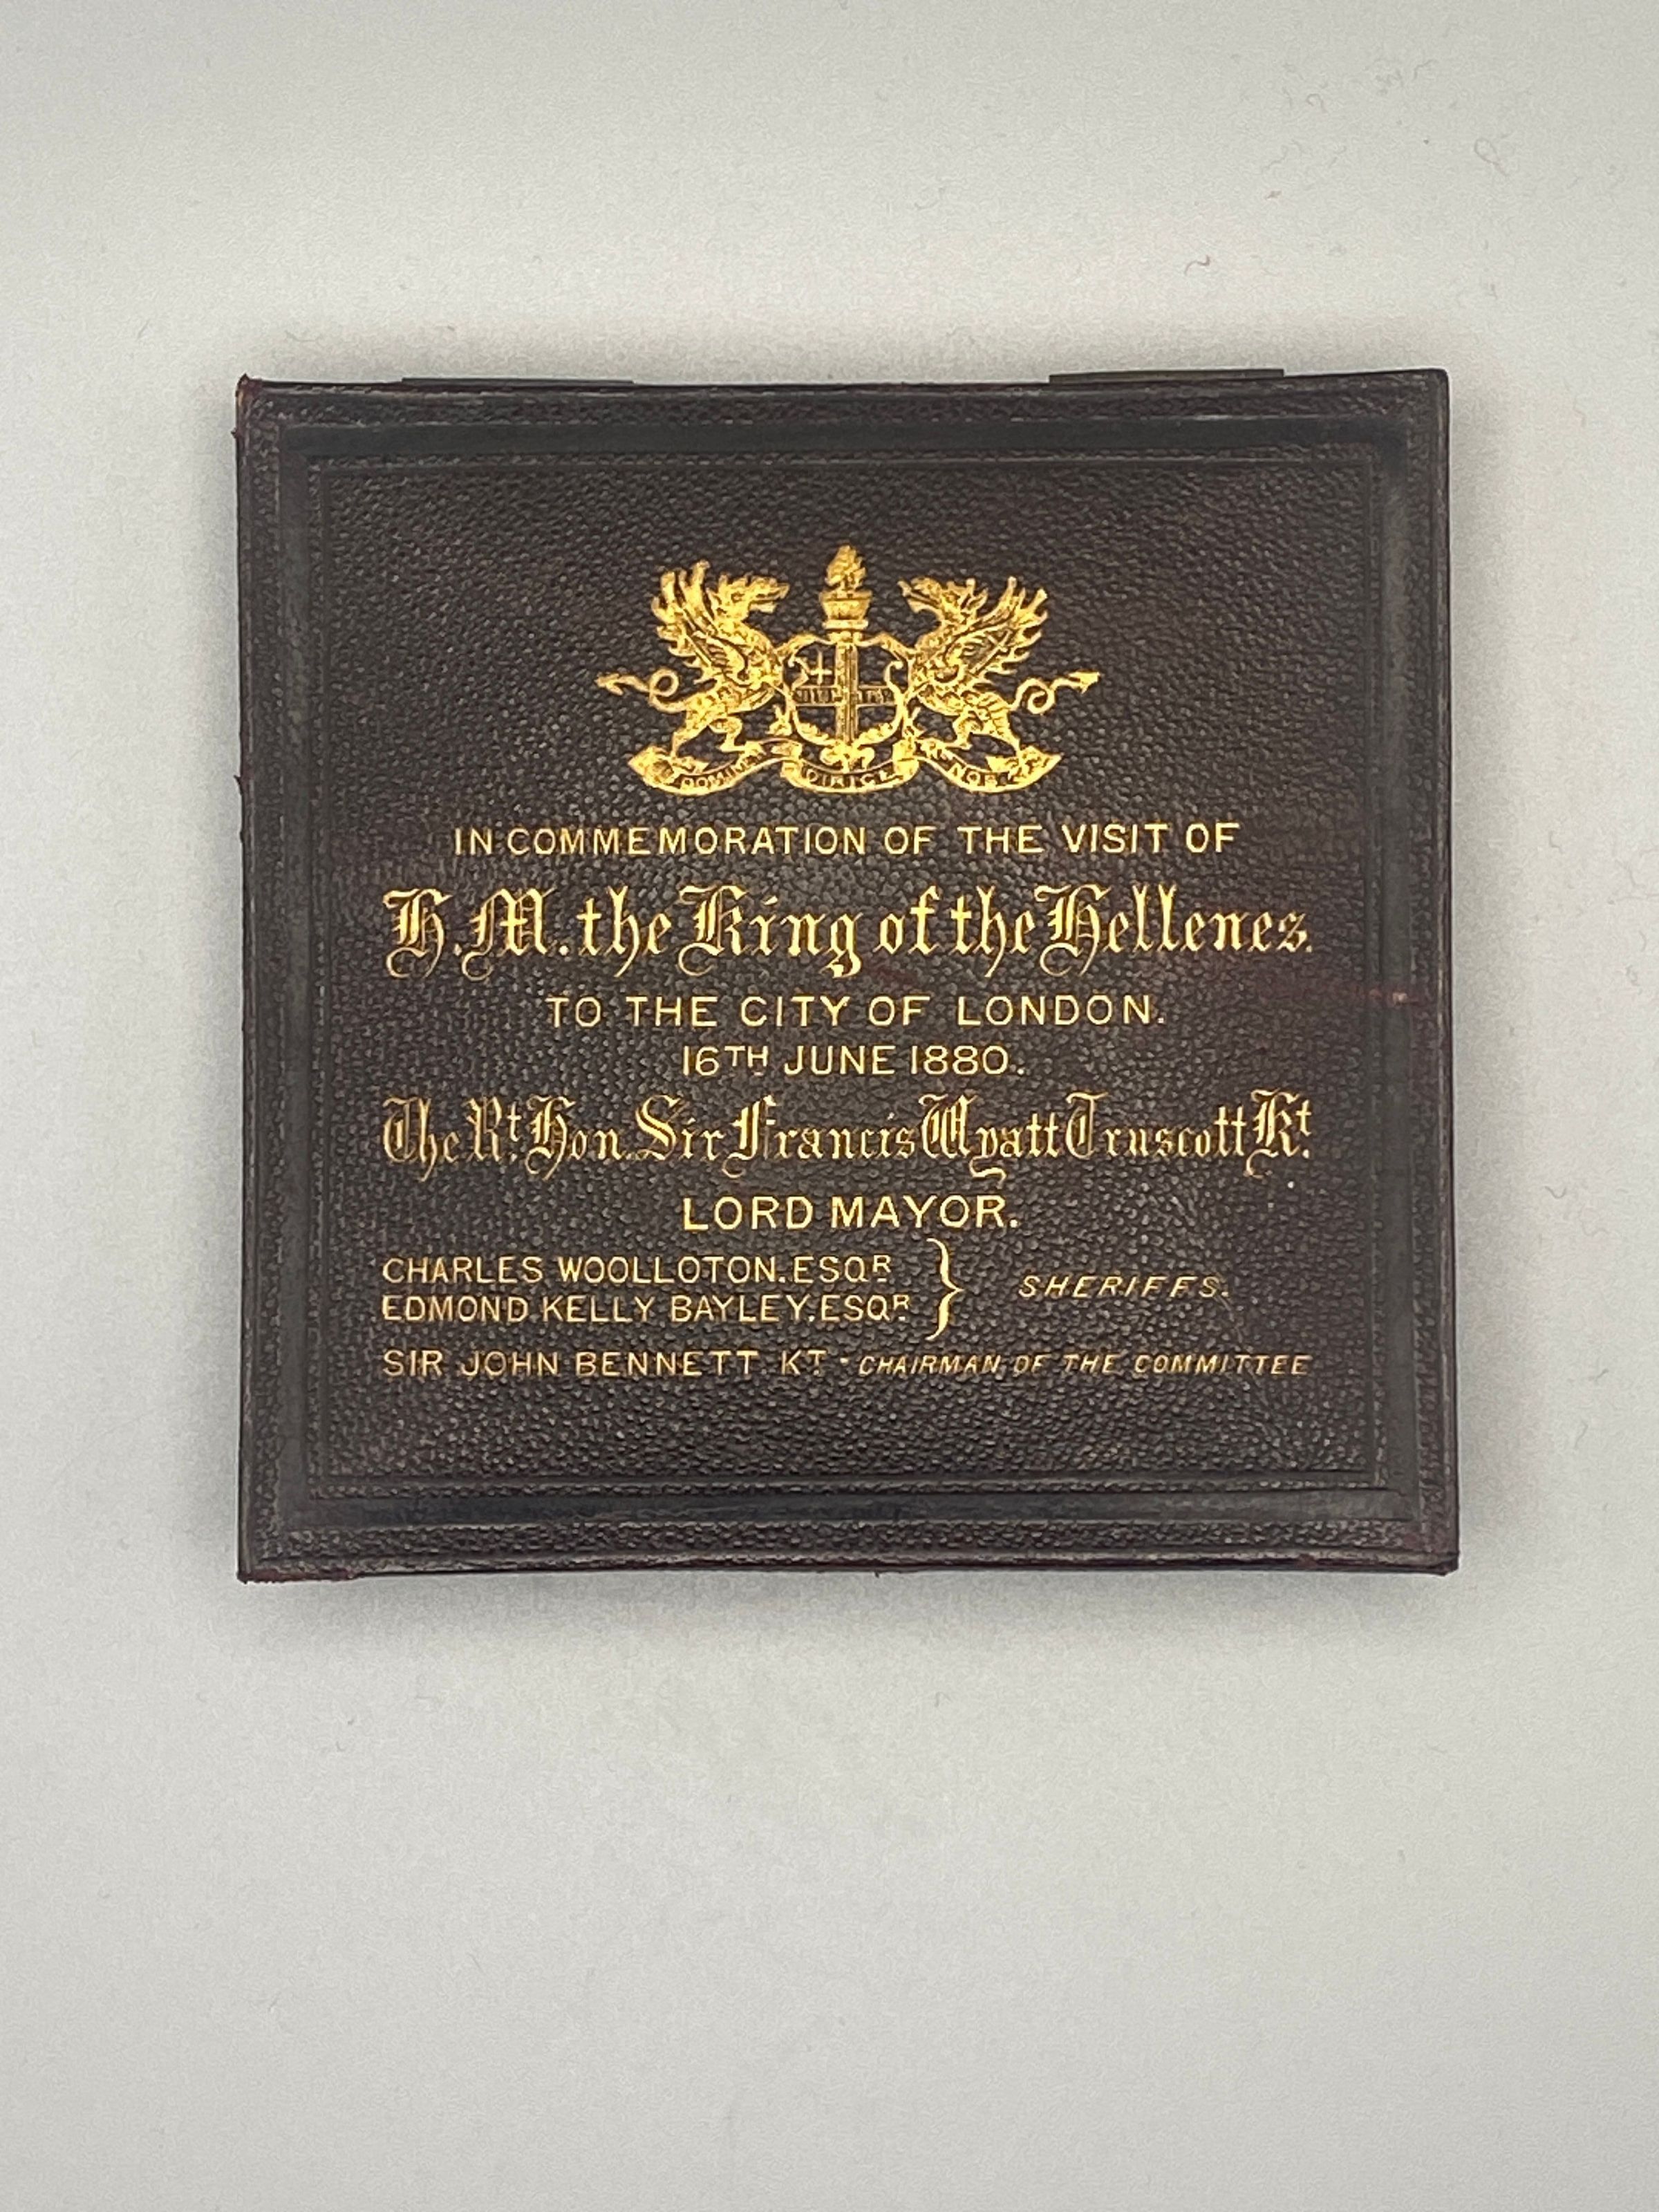 DOMINE DIRIGE NOS
IN COMMEMORATION OF THE VISIT OF
H.M. the King of the Hellenes.
TO THE CITY OF LONDON.
16TH JUNE 1880.
The Rt. Hon. Sir Francis Wyatt Truscott Kt.
LORD MAYOR.
CHARLES WOOLLOTON. ESQR
EDMOND KELLY BAYLEY. ESQR. } SHERIFFS.
SIR JOHN BENNETT KT - CHAIRMAN OF THE COMMITTEE